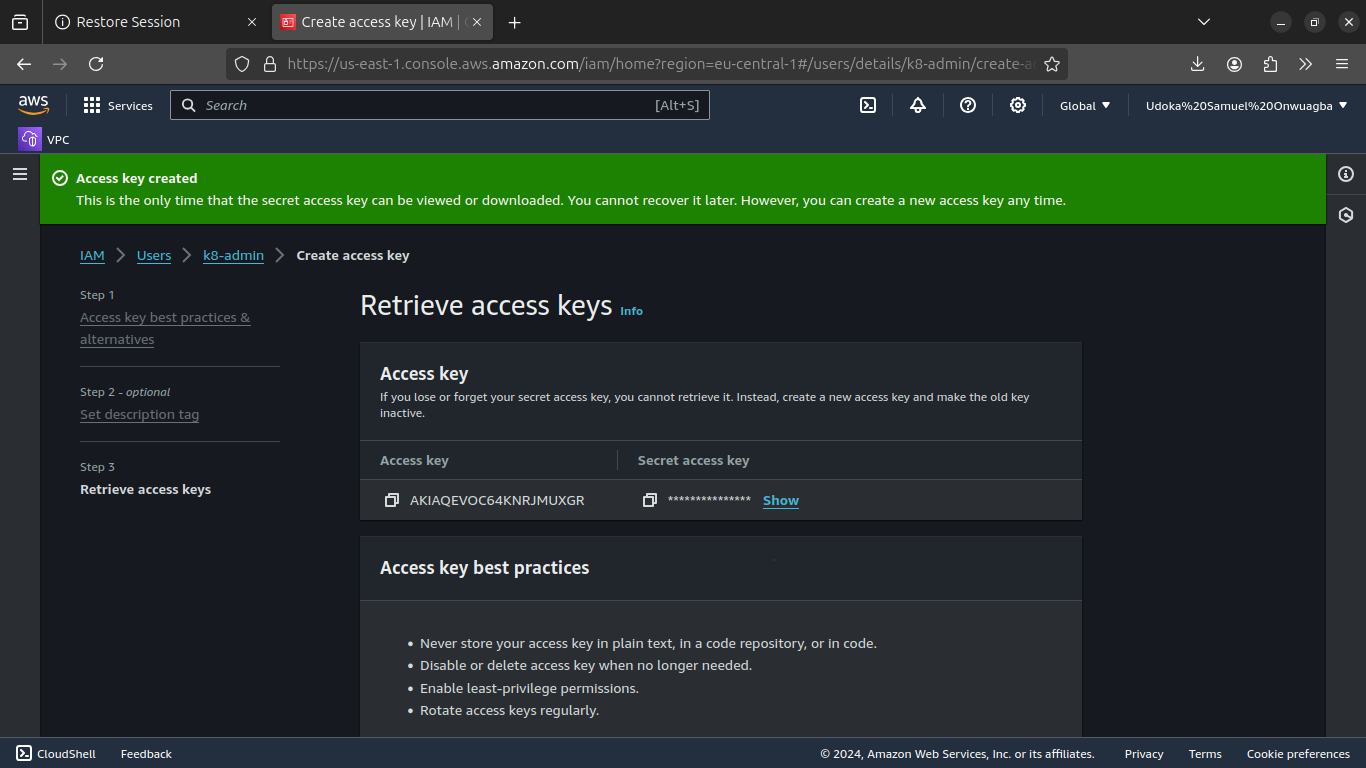 Restore Session
Create access key | IAM |
https://us-east-1.console.aws.amazon.com/iam/home?region=eu-central-1#/users/details/k8-admin/create-a
aws
Services
Search
[Alt+S]
Global
Udoka%20Samuel%20Onwuagba
VPC
Access key created
This is the only time that the secret access key can be viewed or downloaded. You cannot recover it later. However, you can create a new access key any time.
IAM
Users
k8-admin
Create access key
Step 1
Access key best practices &
alternatives
Step 2 - optional
Set description tag
Step 3
Retrieve access keys
Retrieve access keys Info
Access key
If you lose or forget your secret access key, you cannot retrieve it. Instead, create a new access key and make the old key
inactive.
Access key
Secret access key
AKIAQEVOC64KNRJMUXGR
*************** Show
Access key best practices
• Never store your access key in plain text, in a code repository, or in code.
• Disable or delete access key when no longer needed.
• Enable least-privilege permissions.
• Rotate access keys regularly.
CloudShell
Feedback
© 2024, Amazon Web Services, Inc. or its affiliates.
Privacy
Terms
Cookie preferences